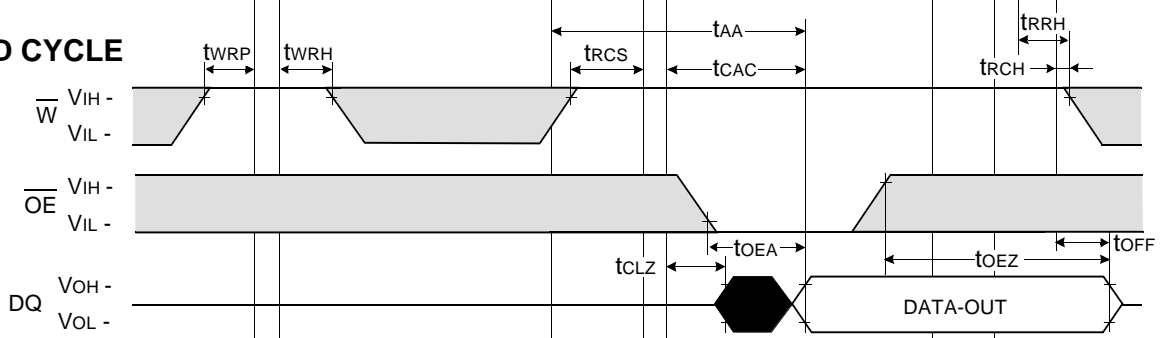 D CYCLE
tWRP
tWRH
tRCS
tAA
tCAC
tRRH
tRCH
W
VIH -
VIL -
OE
VIH -
VIL -
tOEA
tOFF
tCLZ
tOEZ
DQ
VOH -
VOL -
DATA-OUT